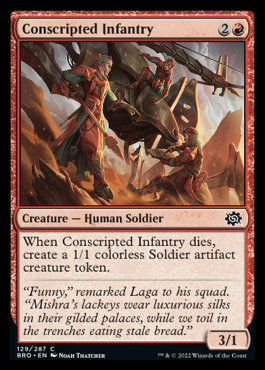 Conscripted Infantry 2
Creature — Human Soldier
When Conscripted Infantry dies,
create a 1/1 colorless Soldier artifact
creature token.
“Funny,” remarked Laga to his squad.
“Mishra’s lackeys wear luxurious silks
in their gilded palaces, while we toil in
the trenches eating stale bread.”
3/1
129/287 C
BRO • EN NOAH THATCHER
™ & © 2022 Wizards of the Coast